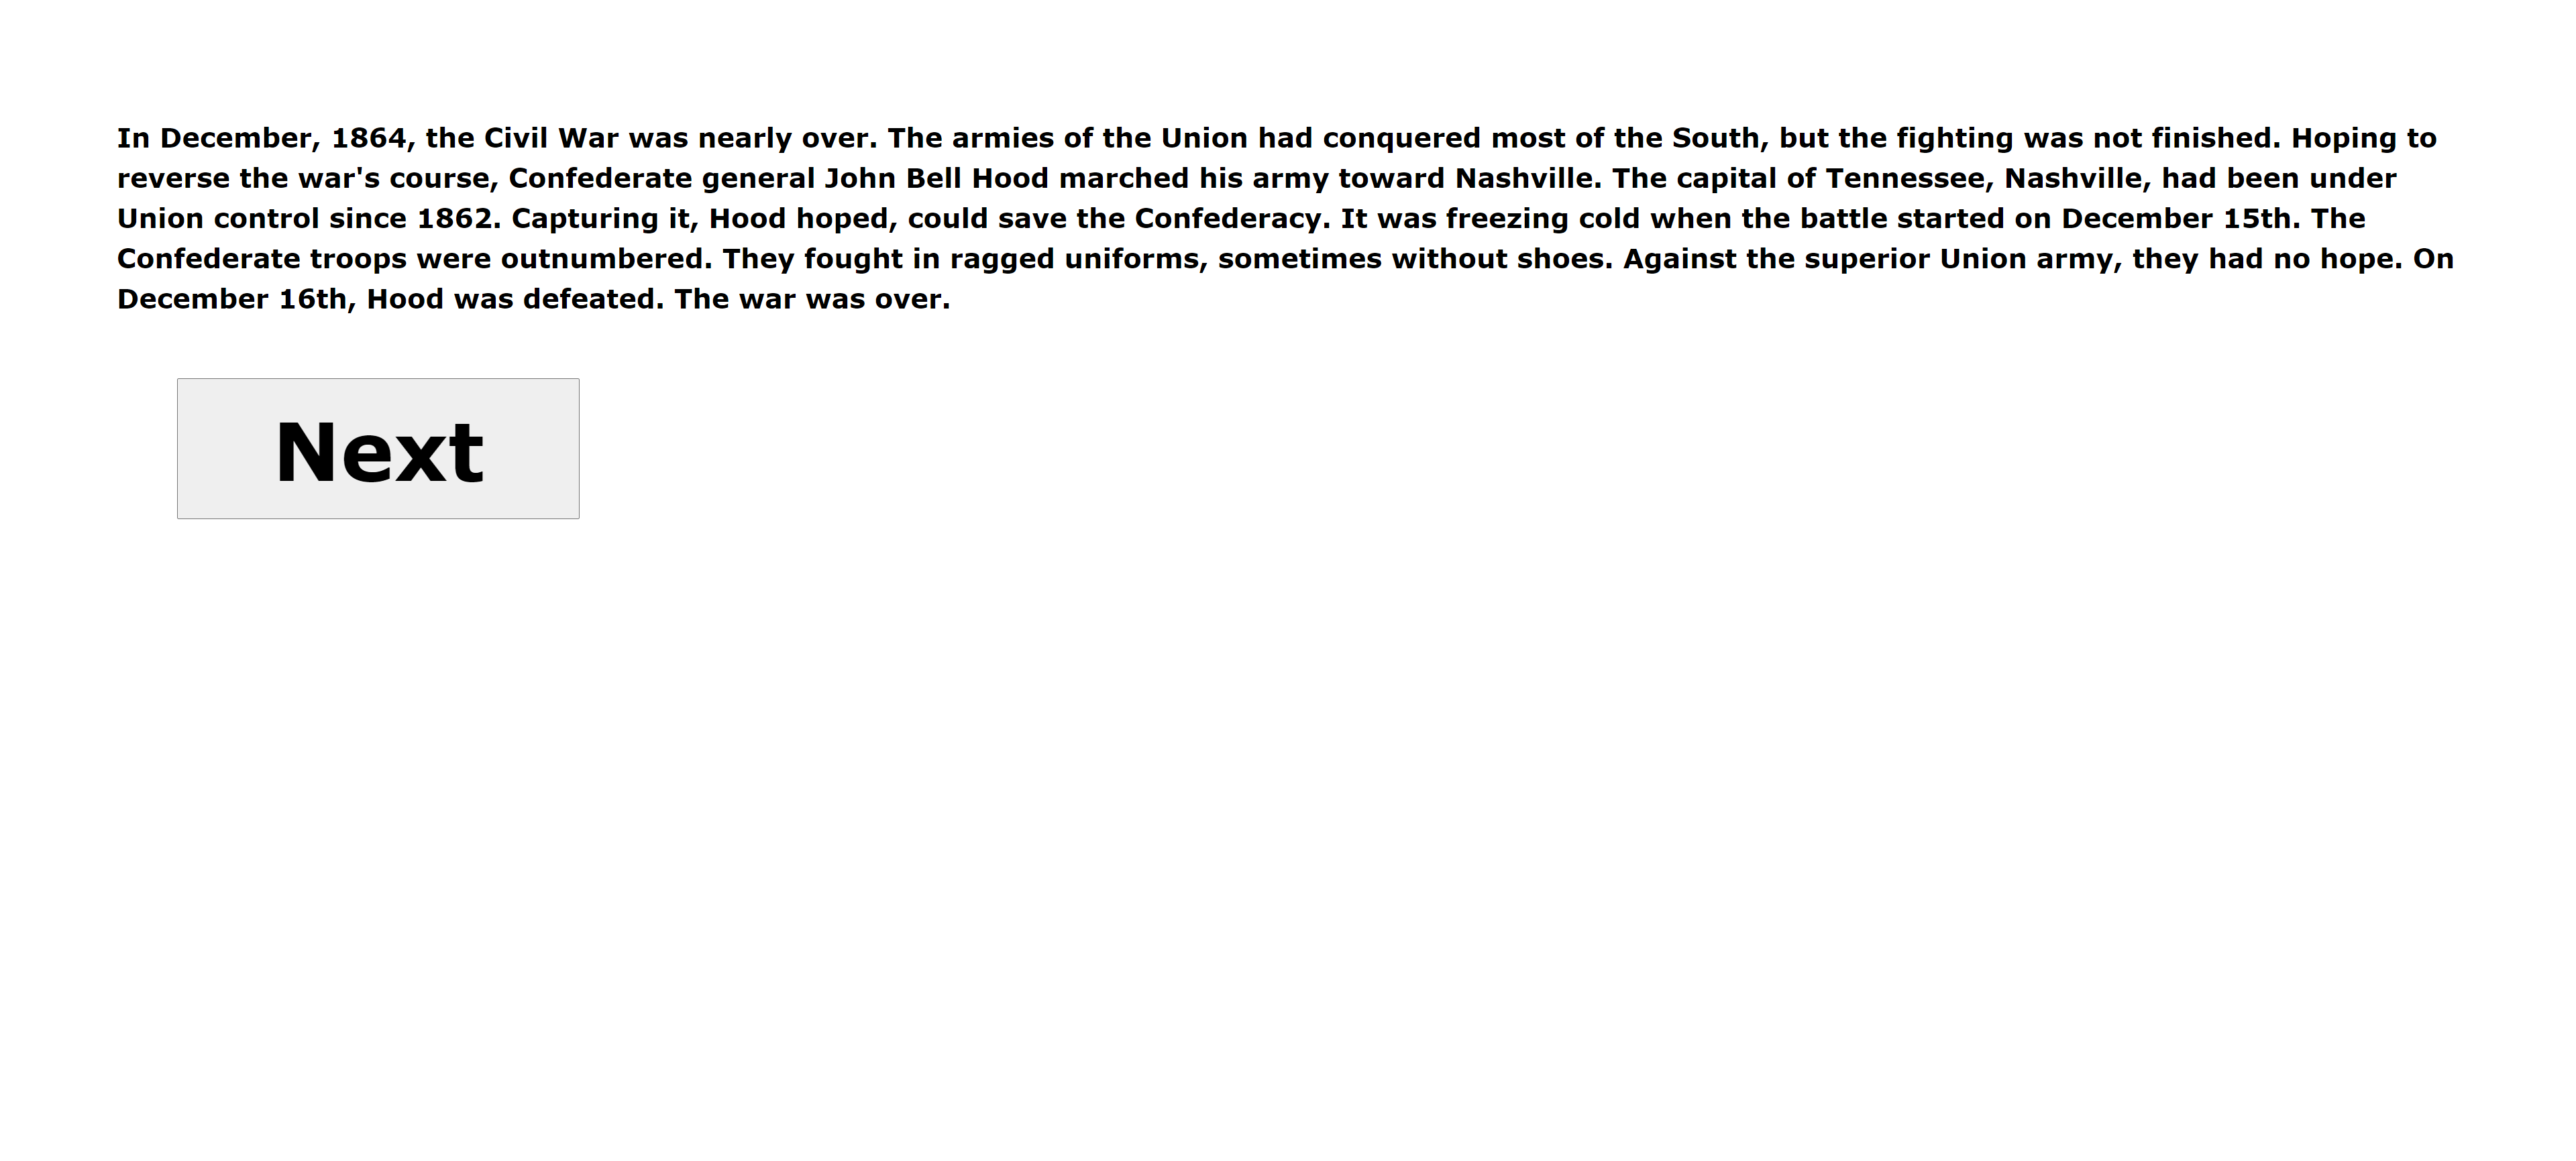 In December, 1864, the Civil War was nearly over. The armies of the Union had conquered most of the South, but the fighting was not finished. Hoping to
reverse the war's course, Confederate general John Bell Hood marched his army toward Nashville. The capital of Tennessee, Nashville, had been under
Union control since 1862. Capturing it, Hood hoped, could save the Confederacy. It was freezing cold when the battle started on December 15th. The
Confederate troops were outnumbered. They fought in ragged uniforms, sometimes without shoes. Against the superior Union army, they had no hope. On
December 16th, Hood was defeated. The war was over.
Next